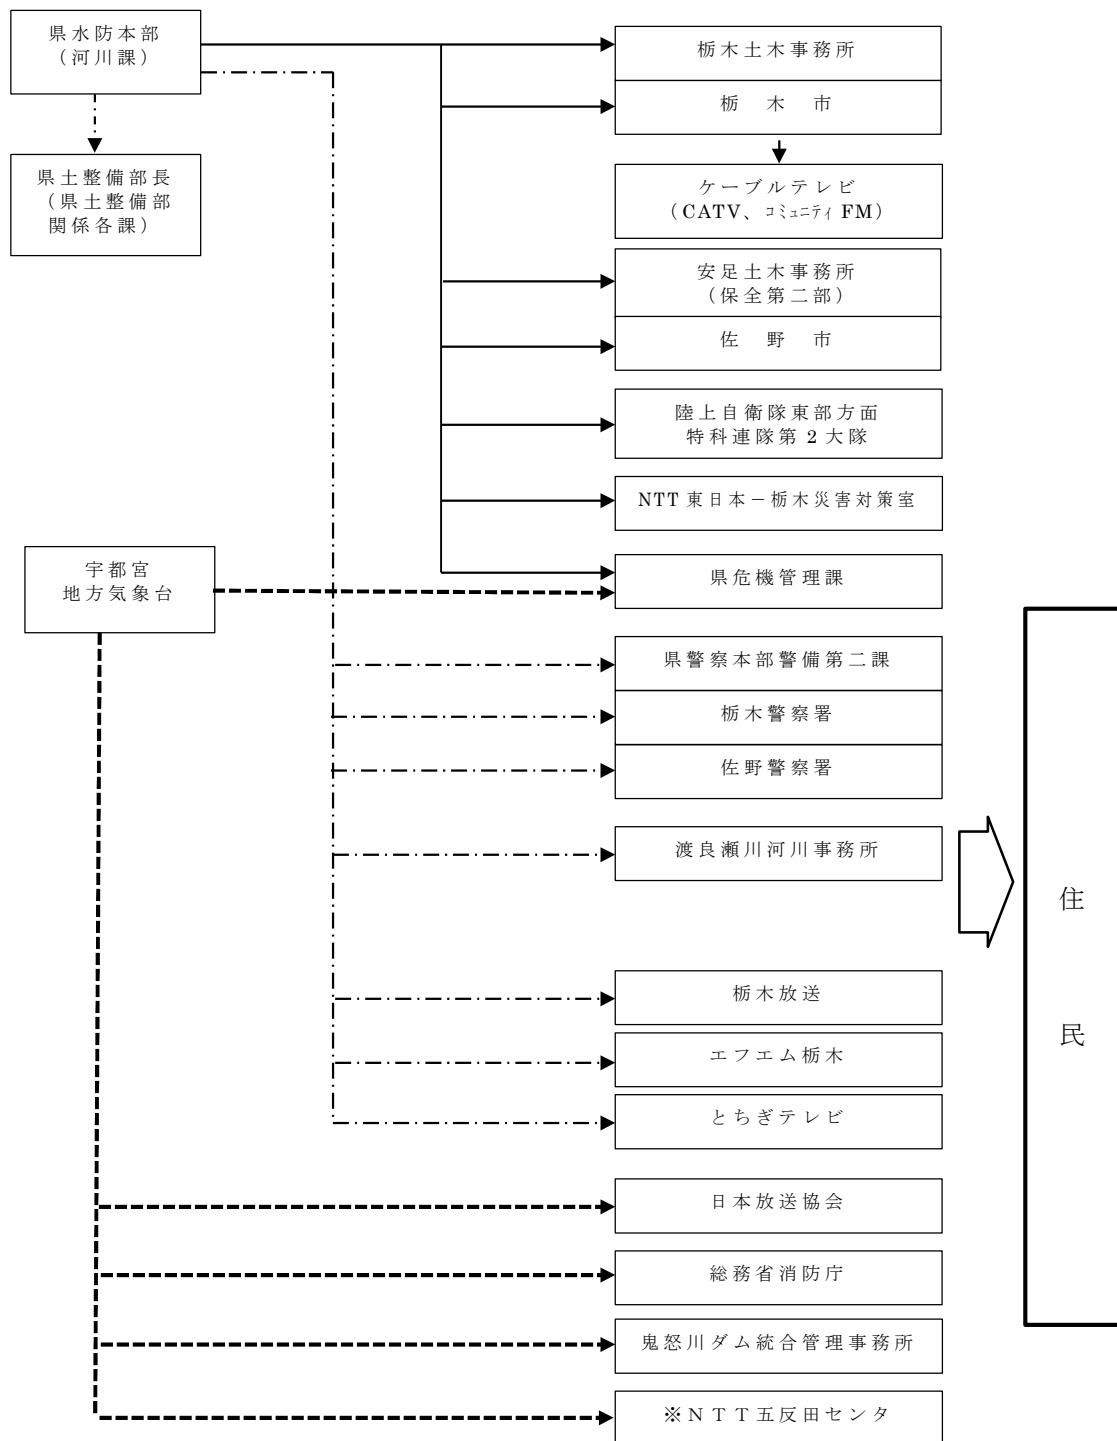 県水防本部
（河川課）
県土整備部長
（県土整備部
関係各課）
栃木土木事務所
栃　木　市
ケーブルテレビ
（CATV、コミュニティFM）
安足土木事務所
（保全第二部）
佐　野　市
陸上自衛隊東部方面
特科連隊第2大隊
NTT東日本－栃木災害対策室
宇都宮
地方気象台
県危機管理課
県警察本部警備第二課
栃木警察署
佐野警察署
渡良瀬川河川事務所
栃木放送
エフエム栃木
とちぎテレビ
日本放送協会
総務省消防庁
鬼怒川ダム統合管理事務所
※ＮＴＴ五反田センタ
住
民